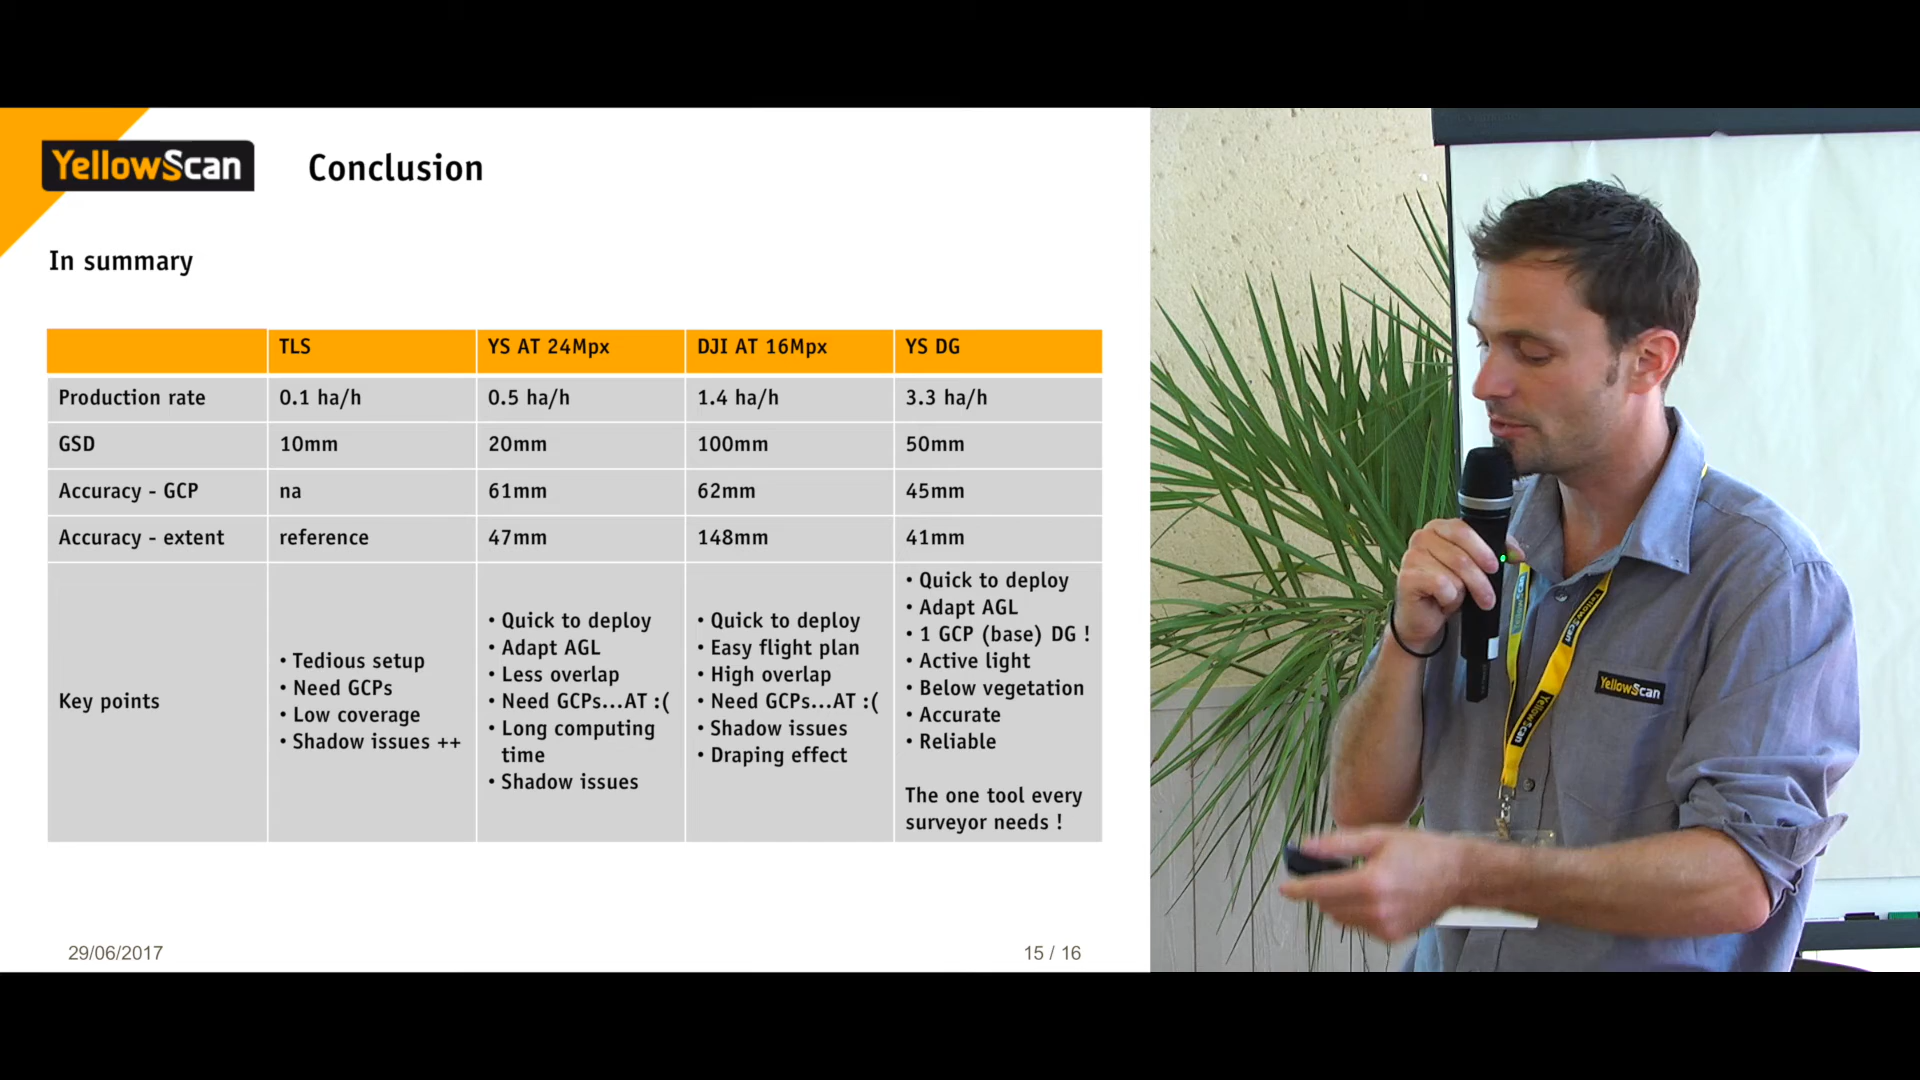 YellowScan
Conclusion
In summary
TLS
YS AT 24Mpx
DJI AT 16Mpx
YS DG
Production rate
0.1 ha/h
0.5 ha/h
1.4 ha/h
3.3 ha/h
GSD
10mm
20mm
100mm
50mm
Accuracy - GCP
na
61mm
62mm
45mm
Accuracy - extent
reference
47mm
148mm
41mm
Key points
• Tedious setup
• Need GCPs
• Low coverage
• Shadow issues ++
• Quick to deploy
• Adapt AGL
• Less overlap
• Need GCPs...AT :(
• Long computing
time
• Shadow issues
• Quick to deploy
• Easy flight plan
• High overlap
• Need GCPs...AT :(
• Shadow issues
• Draping effect
• Quick to deploy
• Adapt AGL
• 1 GCP (base) DG !
• Active light
• Below vegetation
• Accurate
• Reliable
The one tool every
surveyor needs !
29/06/2017
15 / 16
YellowScan
YellowScan
YellowScan
YellowScan